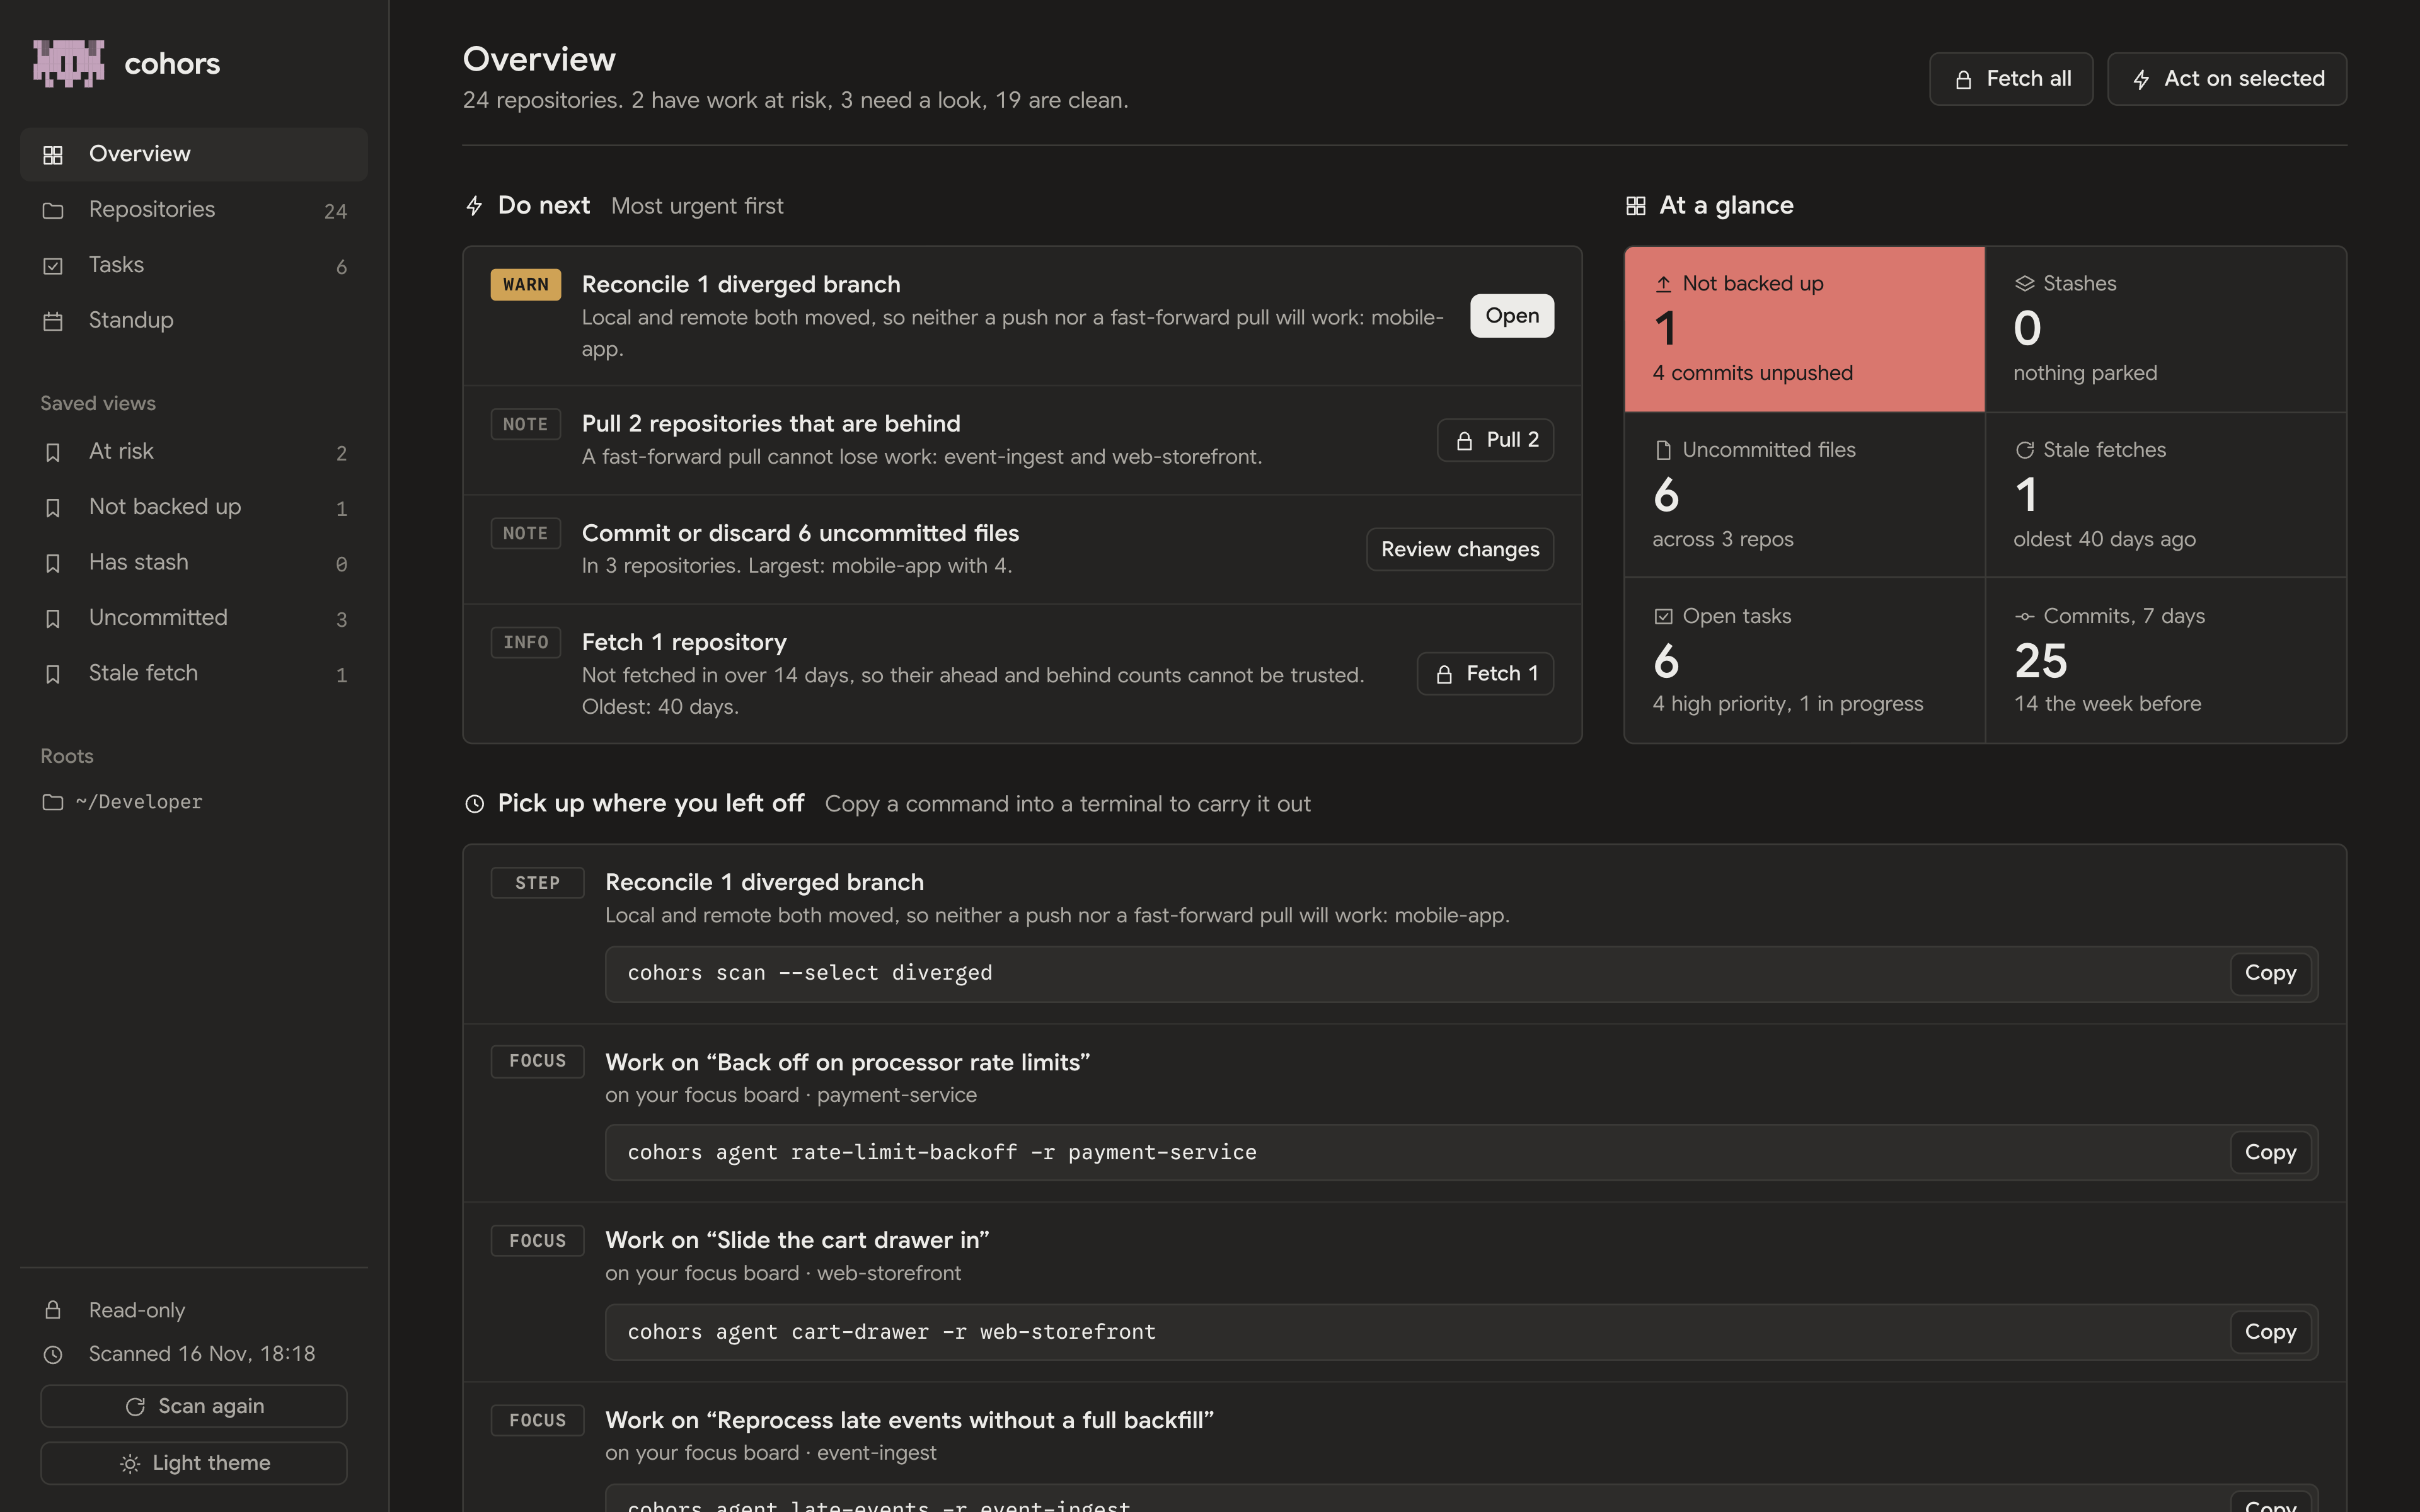 cohors
Overview
Repositories 24
Tasks 6
Standup
Saved views
At risk 2
Not backed up 1
Has stash 0
Uncommitted 3
Stale fetch 1
Roots
~/Developer
Read-only
Scanned 16 Nov, 18:18
Scan again
Light theme
Overview
24 repositories. 2 have work at risk, 3 need a look, 19 are clean.
Fetch all
Act on selected
Do next Most urgent first
WARN Reconcile 1 diverged branch
Local and remote both moved, so neither a push nor a fast-forward pull will work: mobile-
app.
Open
NOTE Pull 2 repositories that are behind
A fast-forward pull cannot lose work: event-ingest and web-storefront.
Pull 2
NOTE Commit or discard 6 uncommitted files
In 3 repositories. Largest: mobile-app with 4.
Review changes
INFO Fetch 1 repository
Not fetched in over 14 days, so their ahead and behind counts cannot be trusted.
Oldest: 40 days.
Fetch 1
At a glance
Not backed up
1
4 commits unpushed
Stashes
0
nothing parked
Uncommitted files
6
across 3 repos
Stale fetches
1
oldest 40 days ago
Open tasks
6
4 high priority, 1 in progress
Commits, 7 days
25
14 the week before
Pick up where you left off Copy a command into a terminal to carry it out
STEP Reconcile 1 diverged branch
Local and remote both moved, so neither a push nor a fast-forward pull will work: mobile-app.
cohors scan --select diverged Copy
FOCUS Work on “Back off on processor rate limits”
on your focus board · payment-service
cohors agent rate-limit-backoff -r payment-service Copy
FOCUS Work on “Slide the cart drawer in”
on your focus board · web-storefront
cohors agent cart-drawer -r web-storefront Copy
FOCUS Work on “Reprocess late events without a full backfill”
on your focus board · event-ingest
cohors agent late-events -r event-ingest Copy